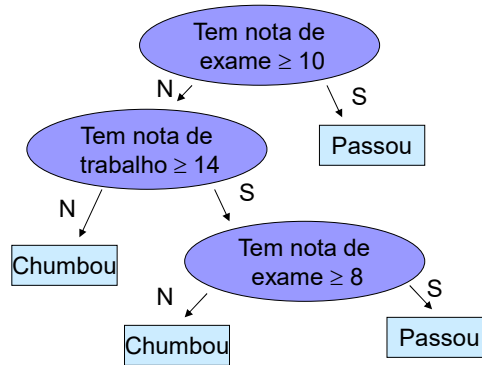 Tem nota de
exame ≥ 10
N
S
Tem nota de
trabalho ≥ 14
Passou
N
S
Chumbou
Tem nota de
exame ≥ 8
N
S
Chumbou
Passou